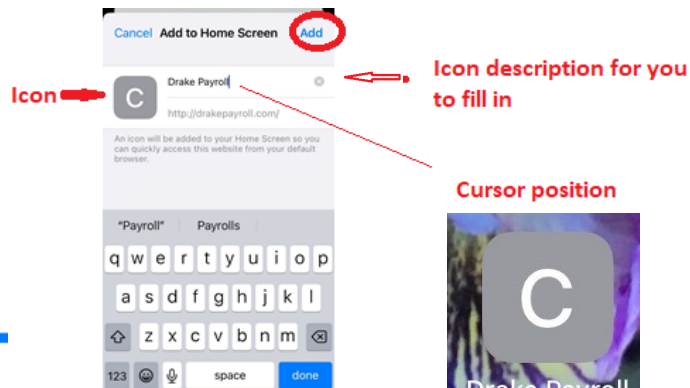 Cancel Add to Home Screen Add
Icon
C
Drake Payroll
http://drakepayroll.com/
Icon description for you
to fill in
An icon will be added to your Home Screen so you
can quickly access this website from your default
browser.
Cursor position
"Payroll" Payrolls
q w e r t y u i o p
a s d f g h j k l
z x c v b n m
123 space done
C
Drake Payroll